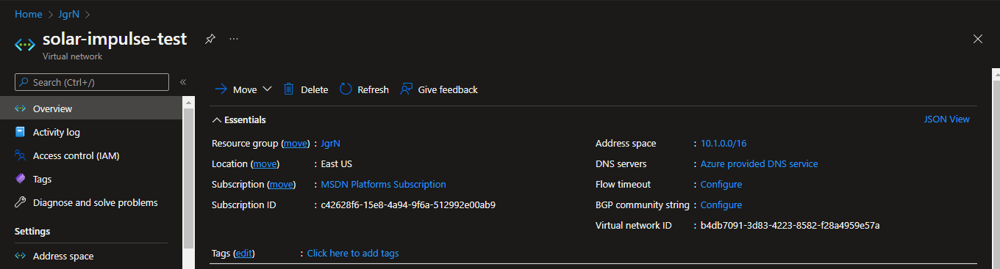 Home > JgrN >
solar-impulse-test ...
Virtual network
Search (Ctrl+/) «
Overview
Activity log
Access control (IAM)
Tags
Diagnose and solve problems
Settings
Address space
Move Delete Refresh Give feedback
Essentials JSON View
Resource group (move) : JgrN
Location (move) : East US
Subscription (move) : MSDN Platforms Subscription
Subscription ID : c42628f6-15e8-4a94-9f6a-512992e00ab9
Address space : 10.1.0.0/16
DNS servers : Azure provided DNS service
Flow timeout : Configure
BGP community string : Configure
Virtual network ID : b4db7091-3d83-4223-8582-f28a4959e57a
Tags (edit) : Click here to add tags